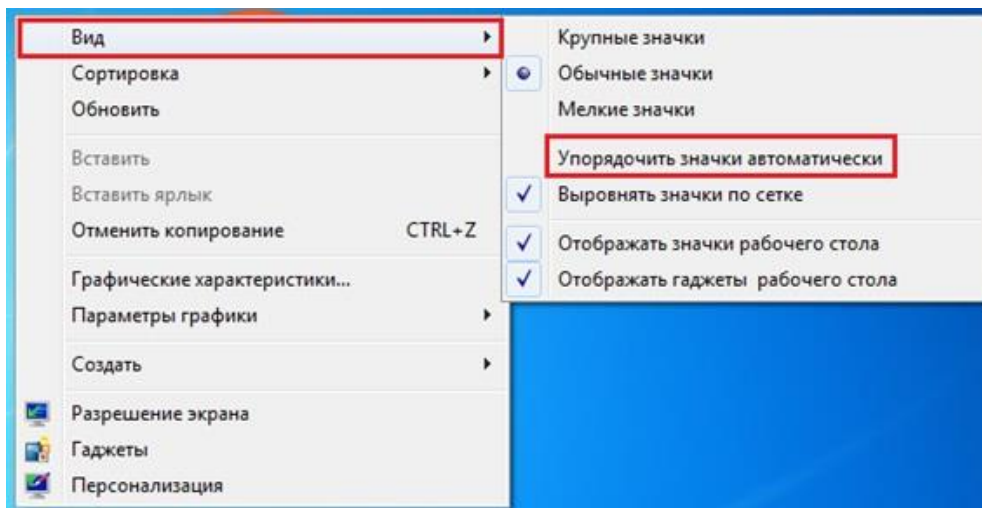 Вид
Сортировка
Обновить
Вставить
Вставить ярлык
Отменить копирование CTRL+Z
Графические характеристики...
Параметры графики
Создать
Разрешение экрана
Гаджеты
Персонализация
Крупные значки
Обычные значки
Мелкие значки
Упорядочить значки автоматически
Выровнять значки по сетке
Отображать значки рабочего стола
Отображать гаджеты рабочего стола